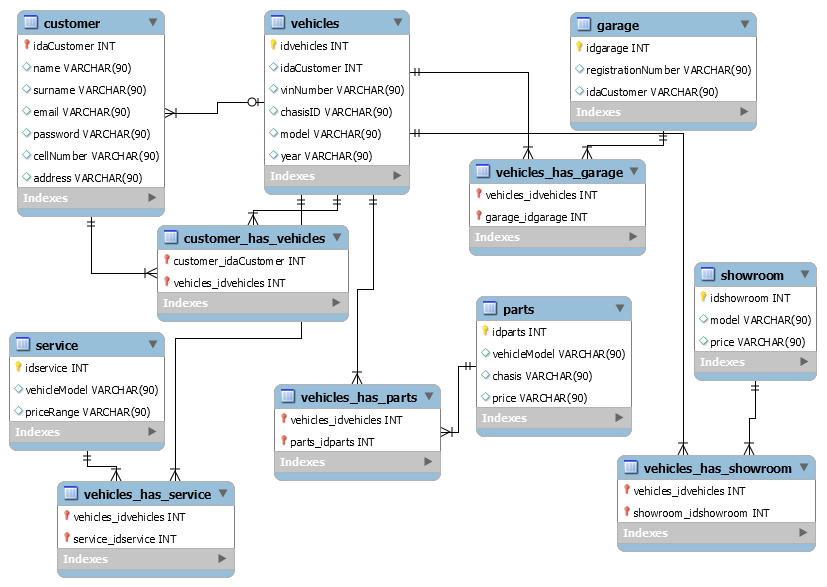 customer
idaCustomer INT
name VARCHAR(90)
surname VARCHAR(90)
email VARCHAR(90)
password VARCHAR(90)
cellNumber VARCHAR(90)
address VARCHAR(90)
Indexes
vehicles
idvehicles INT
idaCustomer INT
vinNumber VARCHAR(90)
chasisID VARCHAR(90)
model VARCHAR(90)
year VARCHAR(90)
Indexes
garage
idgarage INT
registrationNumber VARCHAR(90)
idaCustomer VARCHAR(90)
Indexes
vehicles_has_garage
vehicles_idvehicles INT
garage_idgarage INT
Indexes
customer_has_vehicles
customer_idaCustomer INT
vehicles_idvehicles INT
Indexes
showroom
idshowroom INT
model VARCHAR(90)
price VARCHAR(90)
Indexes
parts
idparts INT
vehicleModel VARCHAR(90)
chasis VARCHAR(90)
price VARCHAR(90)
Indexes
service
idservice INT
vehicleModel VARCHAR(90)
priceRange VARCHAR(90)
Indexes
vehicles_has_parts
vehicles_idvehicles INT
parts_idparts INT
Indexes
vehicles_has_showroom
vehicles_idvehicles INT
showroom_idshowroom INT
Indexes
vehicles_has_service
vehicles_idvehicles INT
service_idservice INT
Indexes